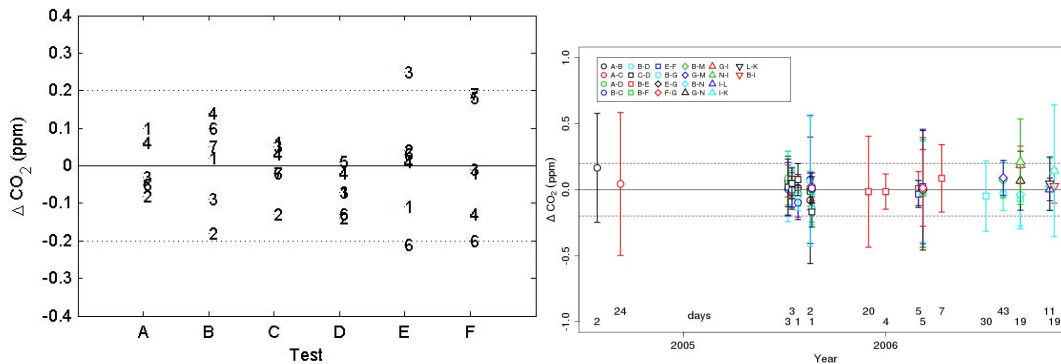 0.4
0.3
0.2
0.1
0
-0.1
-0.2
-0.3
-0.4
Δ CO2 (ppm)
A B C D E F
Test
1.0
0.5
0.0
-0.5
-1.0
Δ CO2 (ppm)
A-B B-D E-F B-M G-I L-K
A-C C-D B-G G-M N-I B-I
A-D B-E E-G B-N I-L
B-C B-F F-G G-N I-K
24 3 2 20 5 7 43 11
2 days 3 1 1 4 5 30 19 19
2005 2006
Year